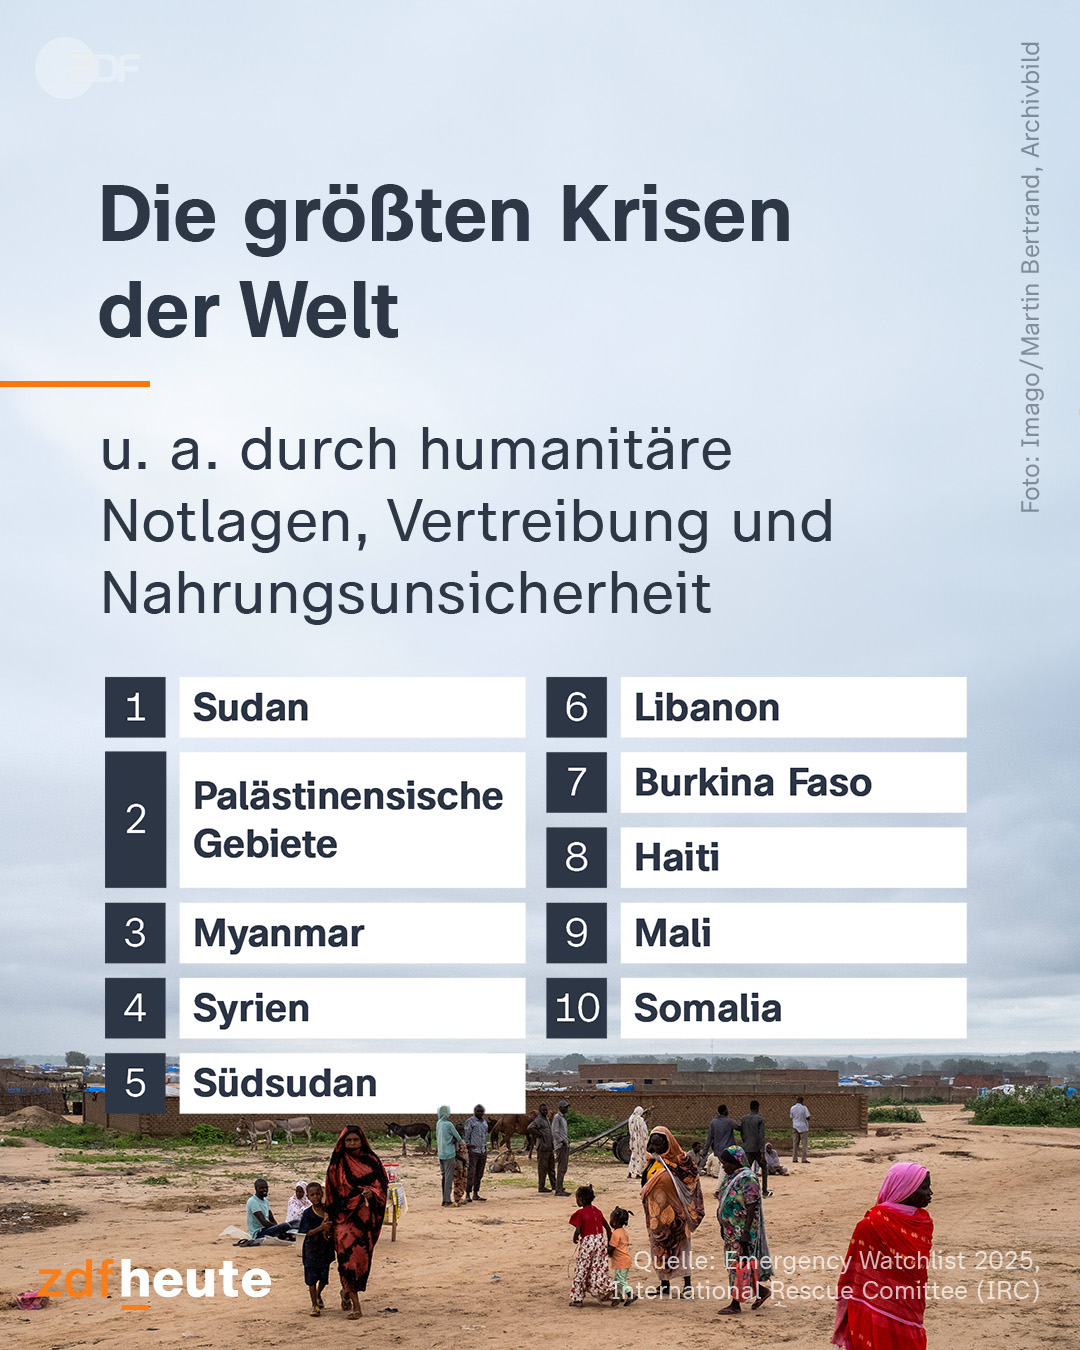 ZDF
Foto: Imago/Martin Bertrand, Archivbild
Die größten Krisen
der Welt
u. a. durch humanitäre
Notlagen, Vertreibung und
Nahrungsunsicherheit
1 Sudan
2 Palästinensische
Gebiete
3 Myanmar
4 Syrien
5 Südsudan
6 Libanon
7 Burkina Faso
8 Haiti
9 Mali
10 Somalia
zdfheute
Quelle: Emergency Watchlist 2025,
International Rescue Comittee (IRC)